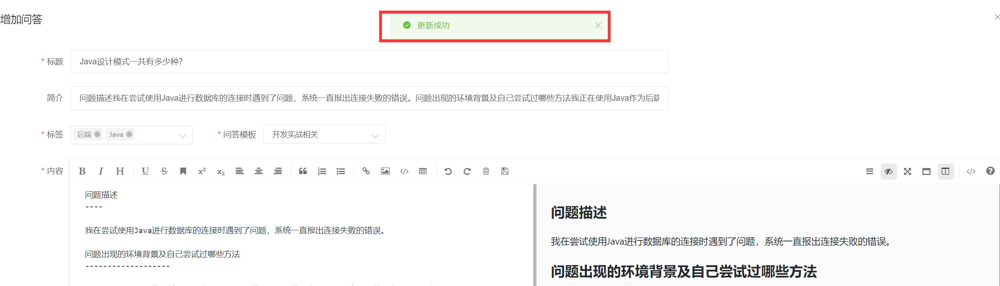 增加问答
更新成功
* 标题 Java设计模式一共有多少种?
简介 问题描述我在尝试使用Java进行数据库的连接时遇到了问题，系统一直报出连接失败的错误。问题出现的环境背景及自己尝试过哪些方法我正在使用Java作为后端
* 标签 后端 Java * 问答模板 开发实战相关
* 内容
问题描述
----
我在尝试使用Java进行数据库的连接时遇到了问题，系统一直报出连接失败的错误。
问题出现的环境背景及自己尝试过哪些方法
-------------------
问题描述
我在尝试使用Java进行数据库的连接时遇到了问题，系统一直报出连接失败的错误。
问题出现的环境背景及自己尝试过哪些方法